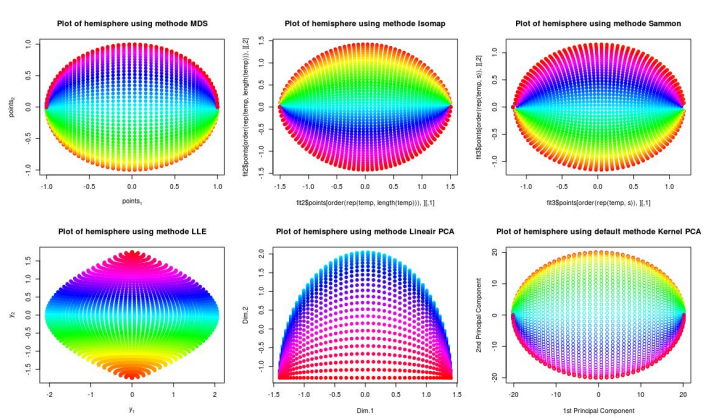 Plot of hemisphere using methode MDS
points₂
1.0
0.5
0.0
-0.5
-1.0
-1.0 -0.5 0.0 0.5 1.0
points₁
Plot of hemisphere using methode Isomap
fit2$points[order(rep(temp, length(temp))), ][,2]
1.5
1.0
0.5
0.0
-0.5
-1.0
-1.5
-1.5 -1.0 -0.5 0.0 0.5 1.0 1.5
fit2$points[order(rep(temp, length(temp))), ][,1]
Plot of hemisphere using methode Sammon
fit3$points[order(rep(temp, s)), ][,2]
1.0
0.5
0.0
-0.5
-1.0
-1.0 -0.5 0.0 0.5 1.0
fit3$points[order(rep(temp, s)), ][,1]
Plot of hemisphere using methode LLE
y₂
1.5
1.0
0.5
0.0
-0.5
-1.5
-2 -1 0 1 2
y₁
Plot of hemisphere using methode Lineair PCA
Dim.2
2.0
1.5
1.0
0.5
0.0
-1.0
-1.5 -1.0 -0.5 0.0 0.5 1.0 1.5
Dim.1
Plot of hemisphere using default methode Kernel PCA
2nd Principal Component
20
10
0
-10
-20
-20 -10 0 10 20
1st Principal Component